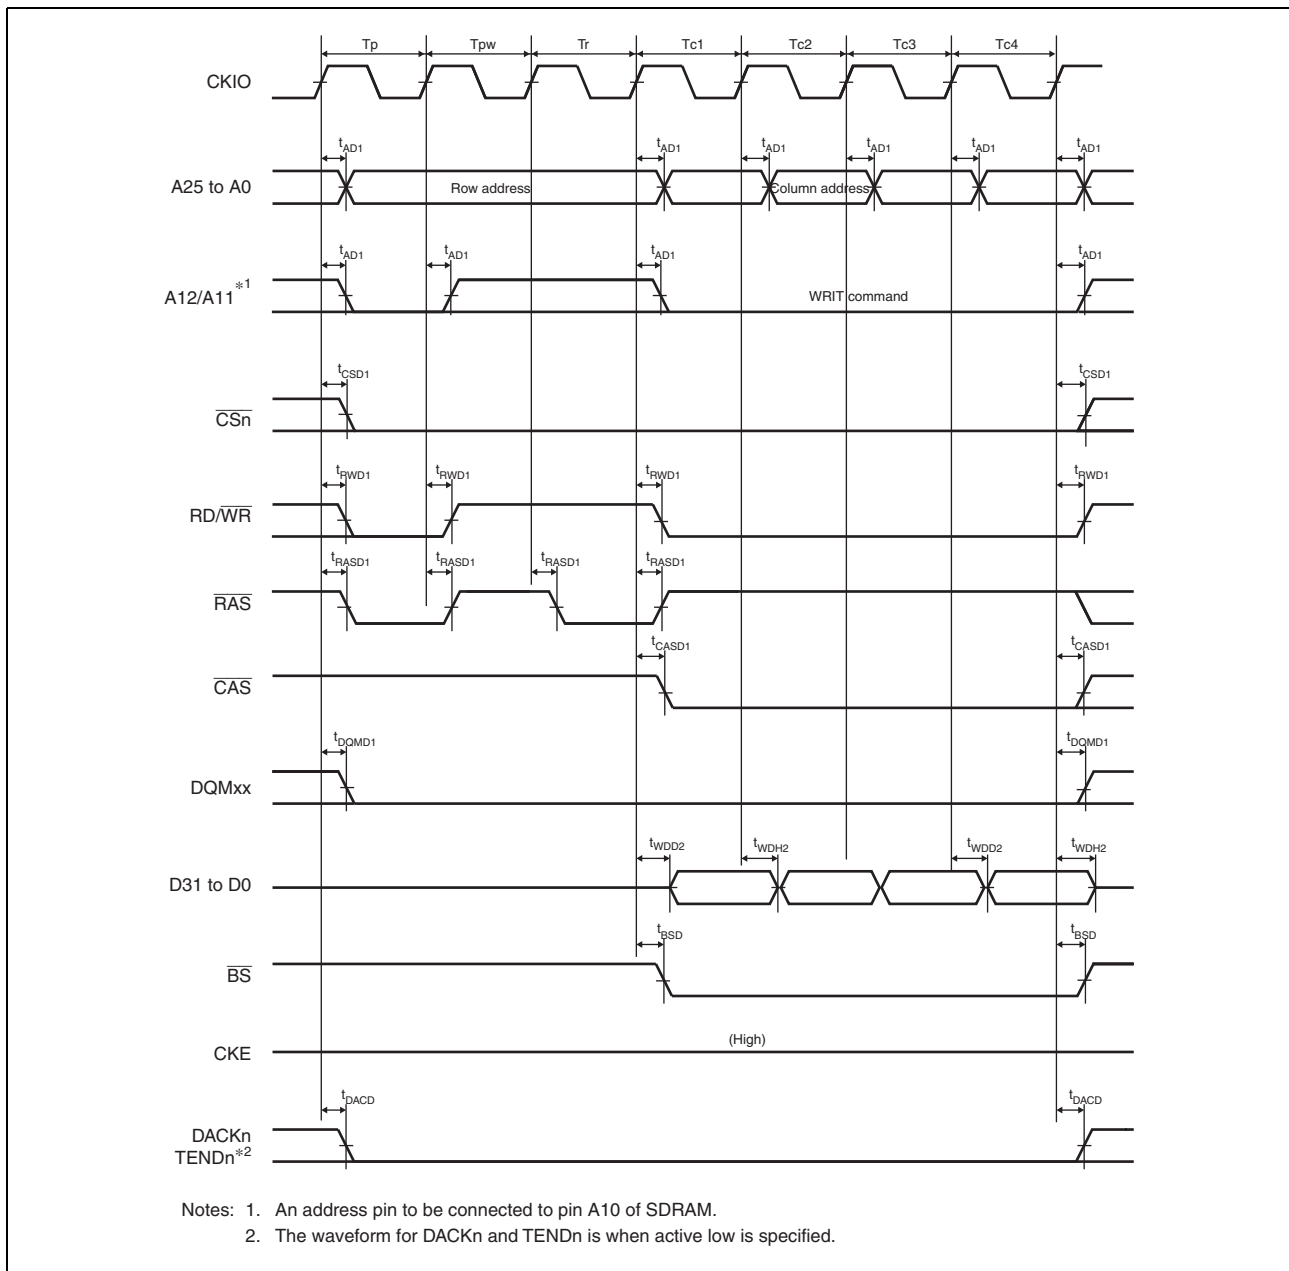 Tp Tpw Tr Tc1 Tc2 Tc3 Tc4
CKIO
tAD1 tAD1 tAD1 tAD1 tAD1 tAD1
A25 to A0 Row address Column address
tAD1 tAD1 tAD1 tAD1
A12/A11*1 WRIT command
tCSD1 tCSD1
CSn
tRWD1 tRWD1 tRWD1 tRWD1
RD/WR
tRASD1 tRASD1 tRASD1 tRASD1
RAS
tCASD1 tCASD1
CAS
tDQMD1 tDQMD1
DQMxx
tWDD2 tWDH2 tWDD2 tWDH2
D31 to D0
tBSD tBSD
BS
(High)
CKE
tDACD tDACD
DACKn
TENDn*2
Notes: 1. An address pin to be connected to pin A10 of SDRAM.
2. The waveform for DACKn and TENDn is when active low is specified.